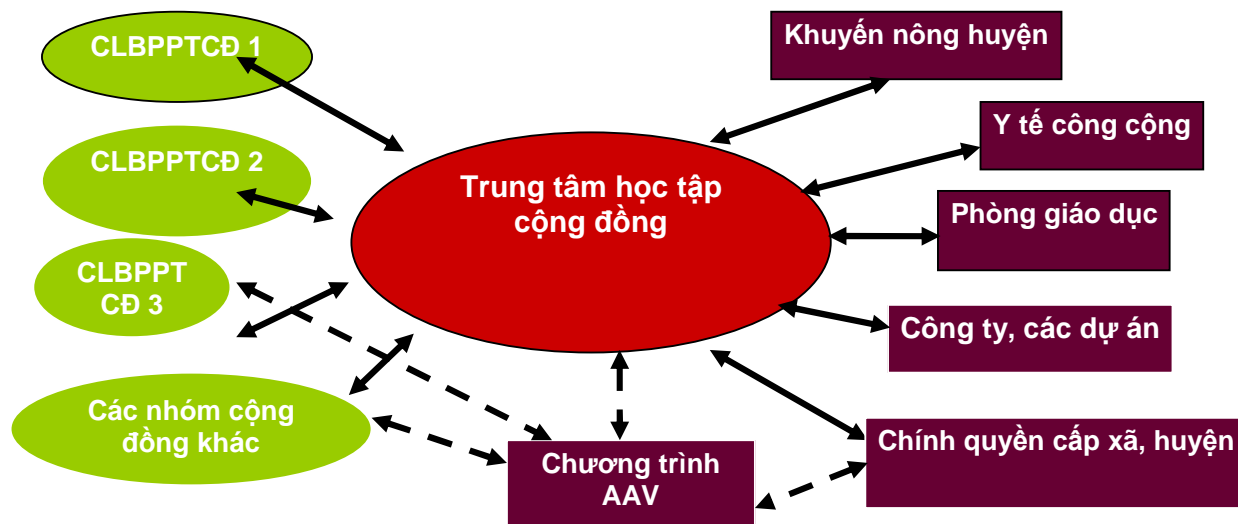 CLBPPTCĐ 1
CLBPPTCĐ 2
CLBPPT
CĐ 3
Các nhóm cộng
đồng khác
Trung tâm học tập
cộng đồng
Khuyến nông huyện
Y tế công cộng
Phòng giáo dục
Công ty, các dự án
Chính quyền cấp xã, huyện
Chương trình
AAV